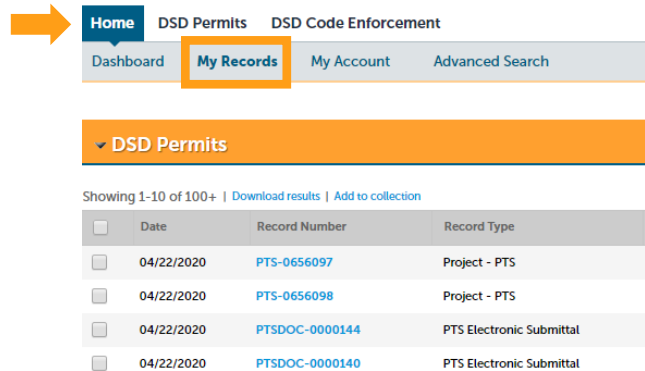 Home DSD Permits DSD Code Enforcement
Dashboard My Records My Account Advanced Search
DSD Permits
Showing 1-10 of 100+ | Download results | Add to collection
Date Record Number Record Type
04/22/2020 PTS-0656097 Project - PTS
04/22/2020 PTS-0656098 Project - PTS
04/22/2020 PTSDOC-0000144 PTS Electronic Submittal
04/22/2020 PTSDOC-0000140 PTS Electronic Submittal